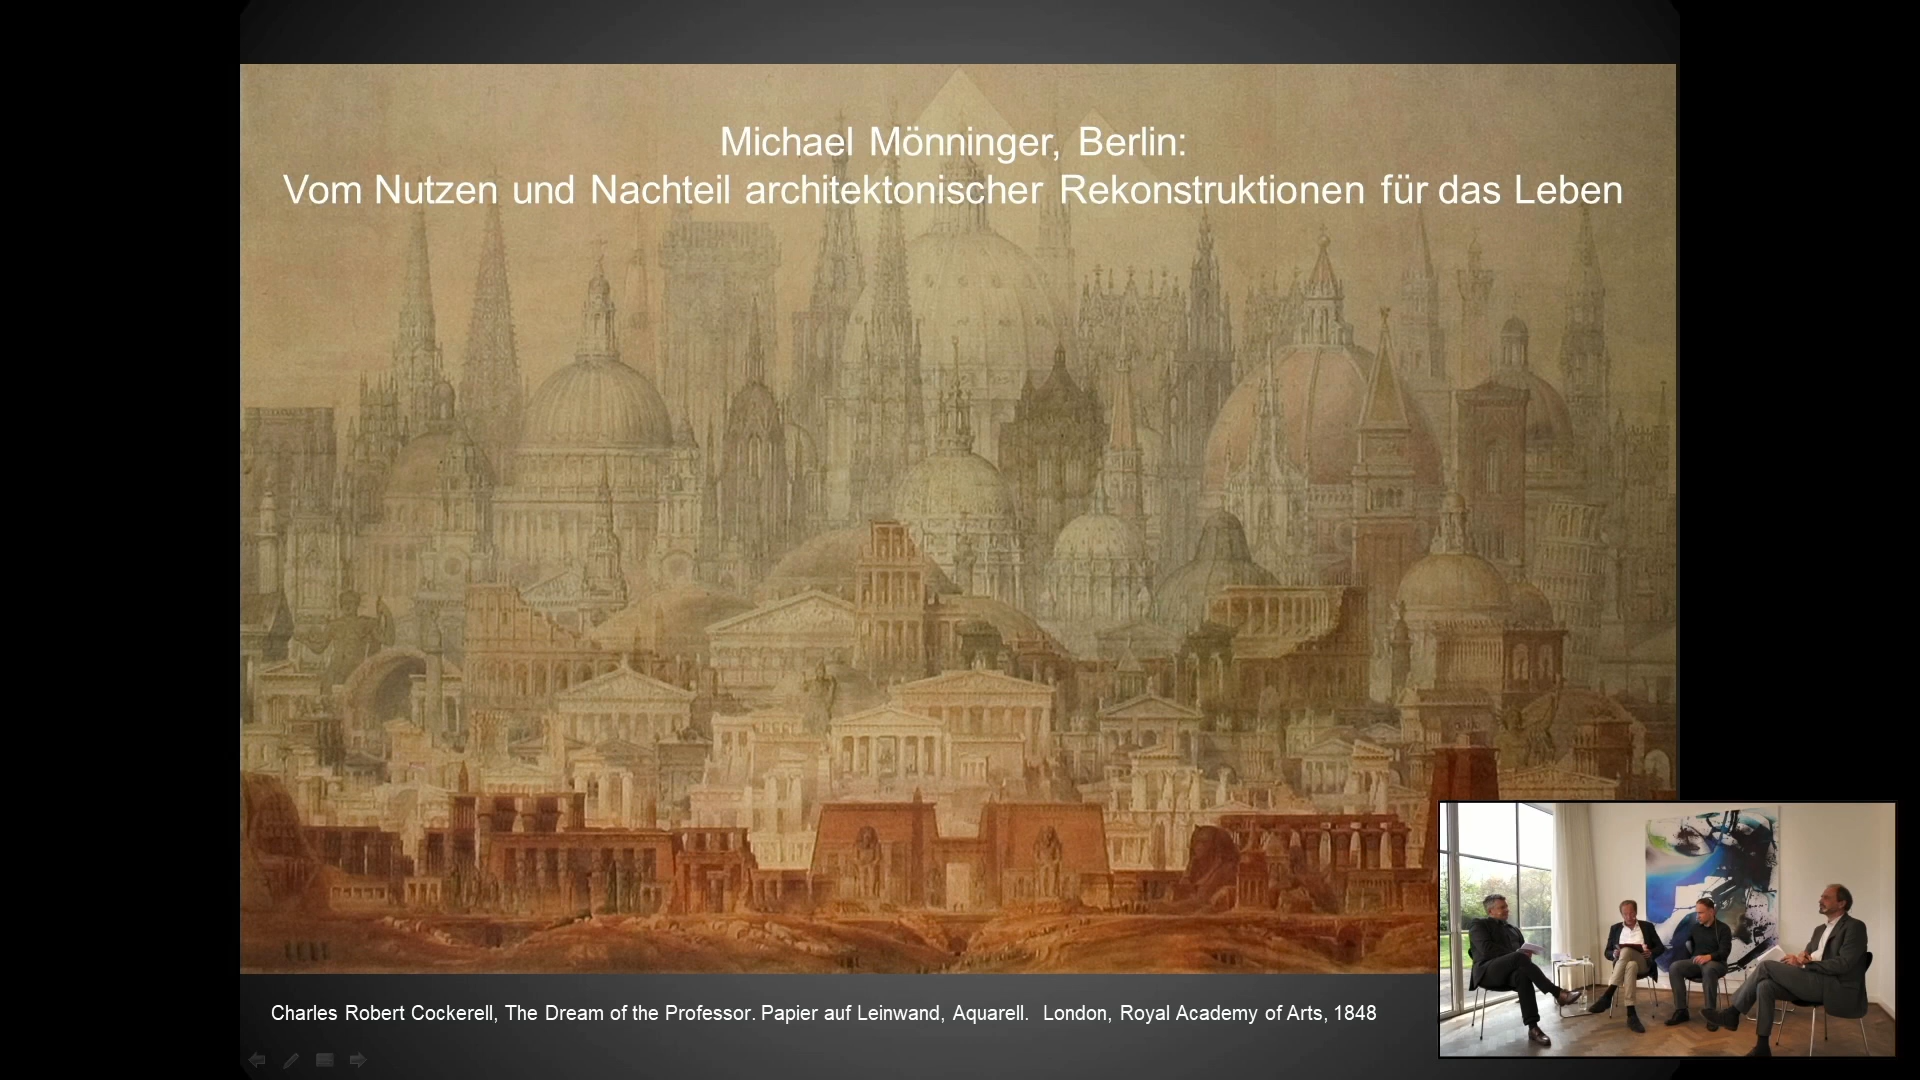 Michael Mönninger, Berlin:
Vom Nutzen und Nachteil architektonischer Rekonstruktionen für das Leben
Charles Robert Cockerell, The Dream of the Professor. Papier auf Leinwand, Aquarell. London, Royal Academy of Arts, 1848